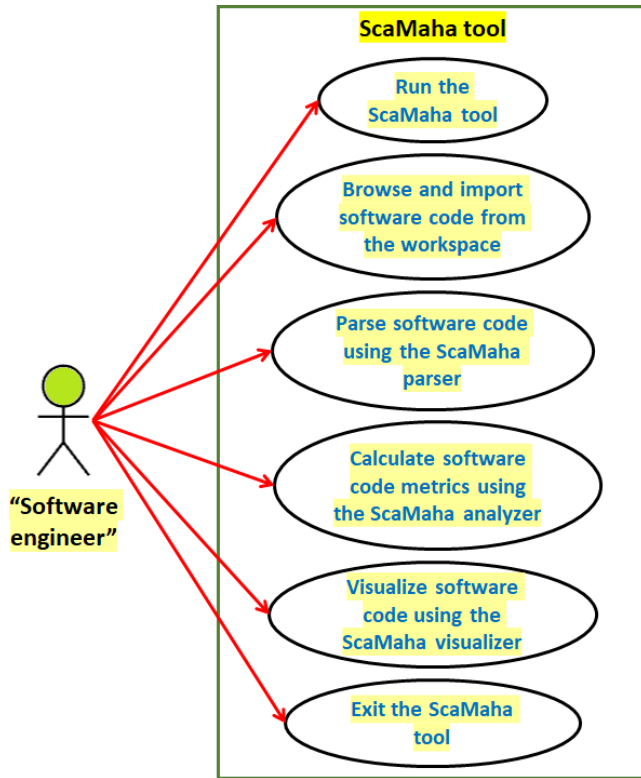 ScaMaha tool
Run the
ScaMaha tool
Browse and import
software code from
the workspace
Parse software code
using the ScaMaha
parser
Calculate software
code metrics using
the ScaMaha analyzer
Visualize software
code using the
ScaMaha visualizer
Exit the ScaMaha
tool
“Software
engineer”